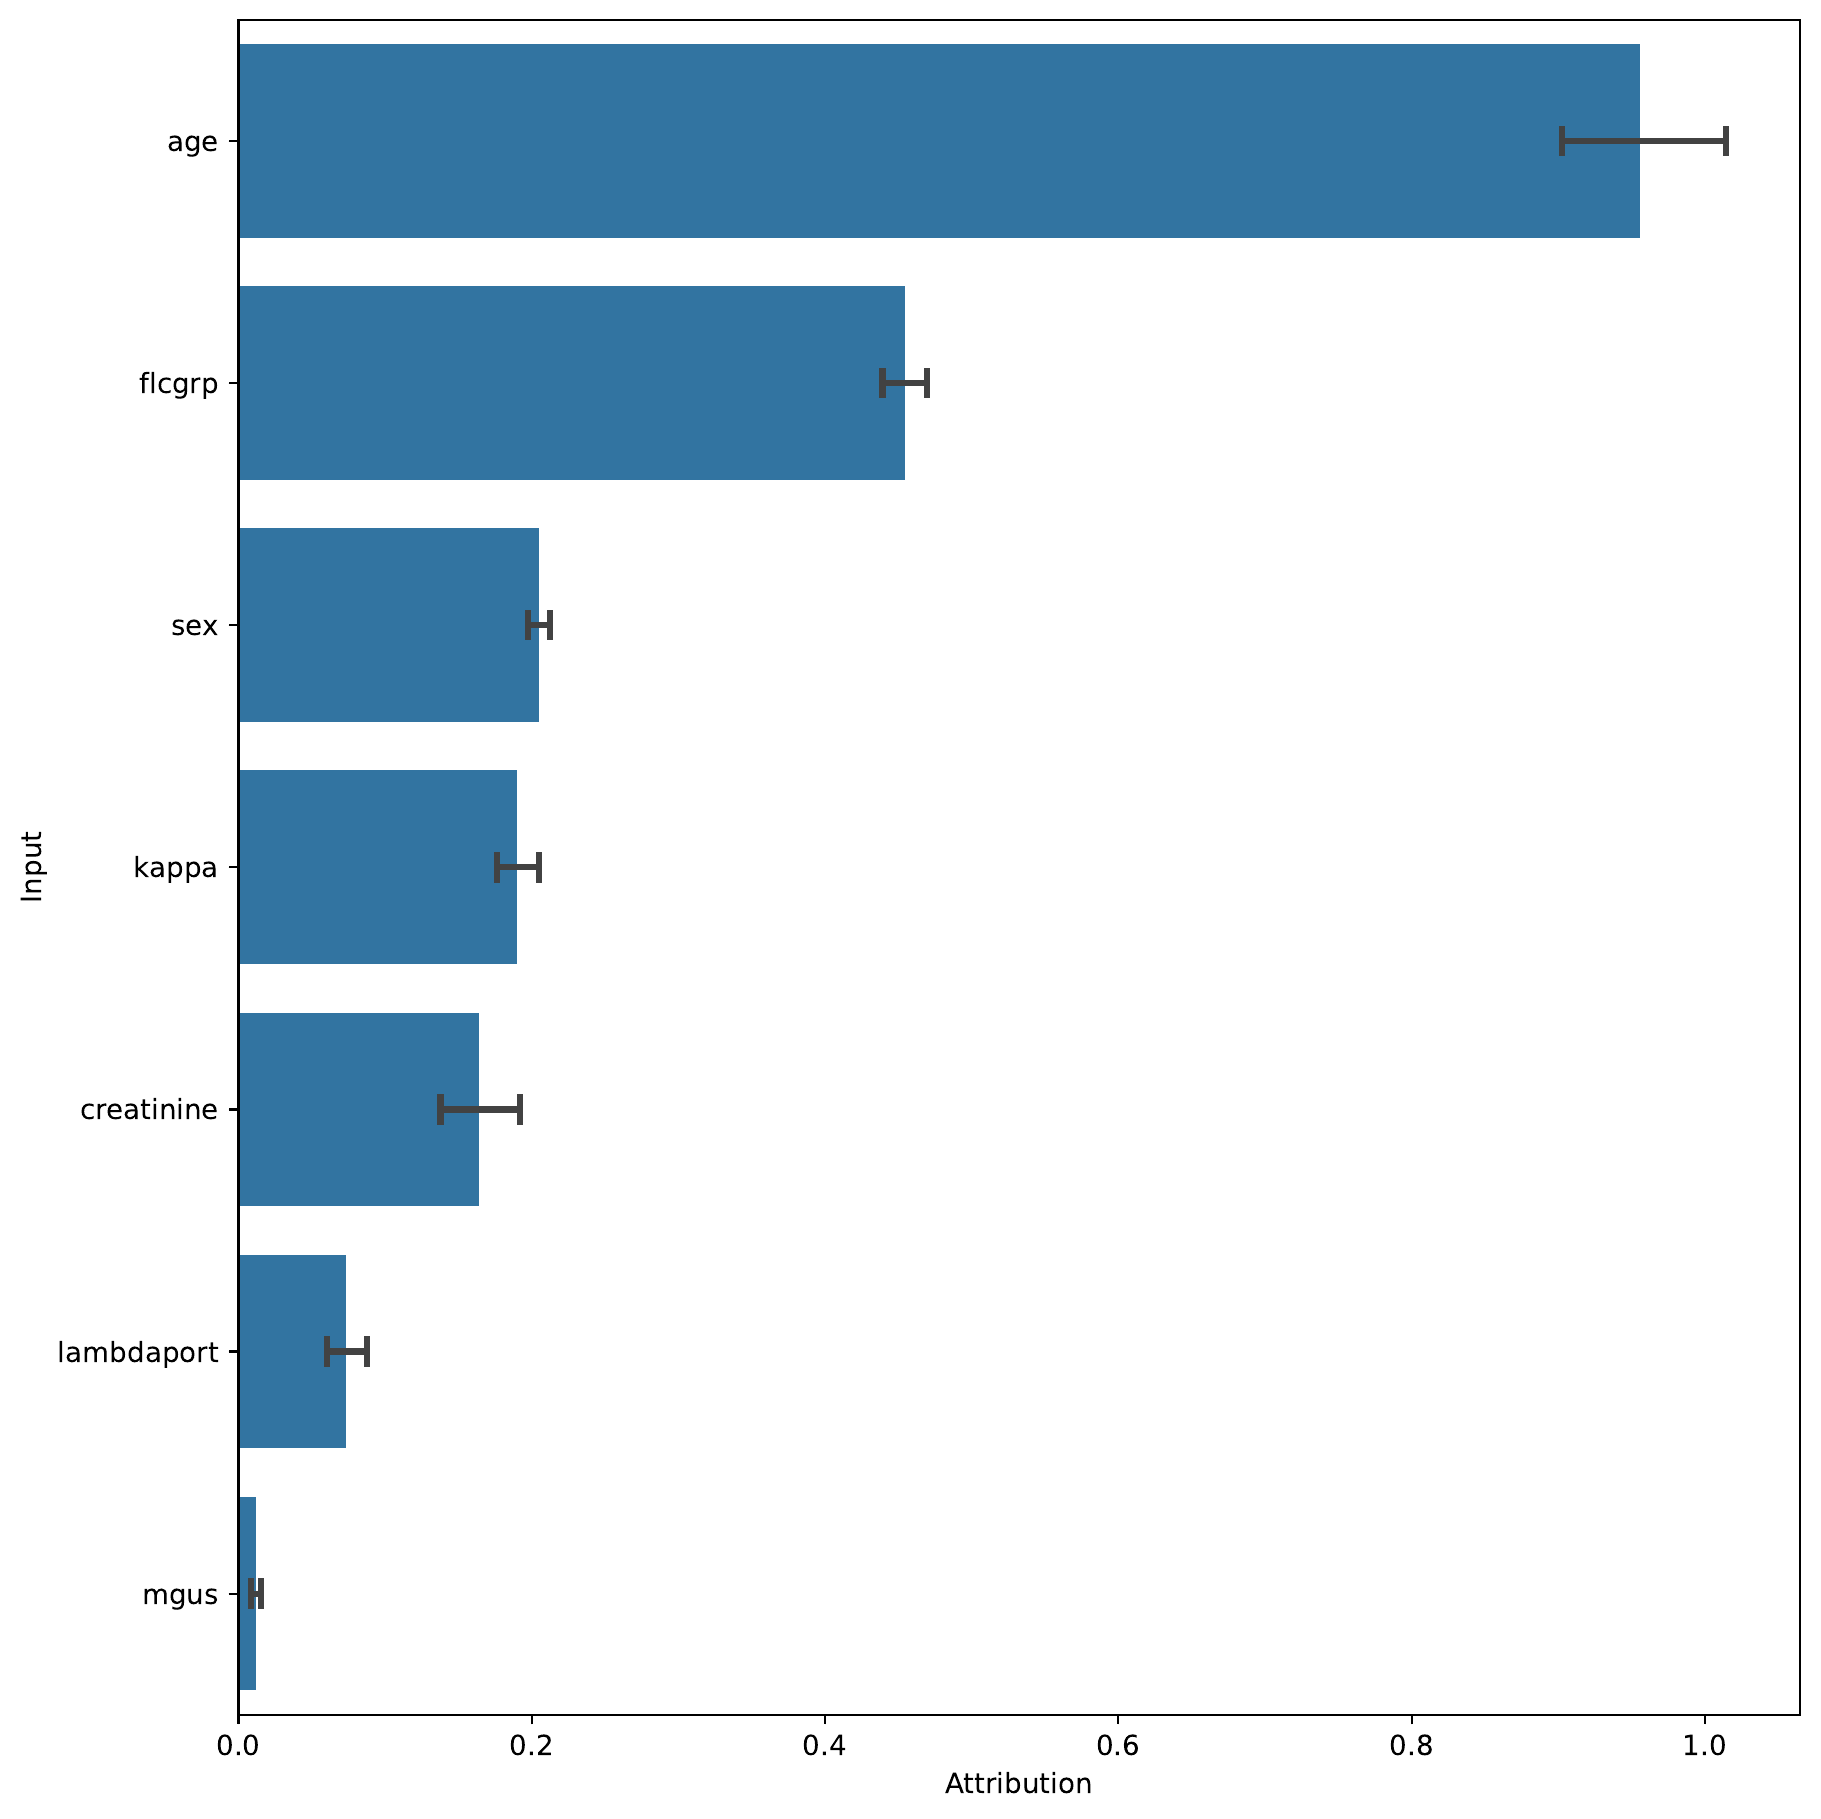 age
flcgrp
sex
kappa
creatinine
lambdaport
mgus
Input
0.0 0.2 0.4 0.6 0.8 1.0
Attribution